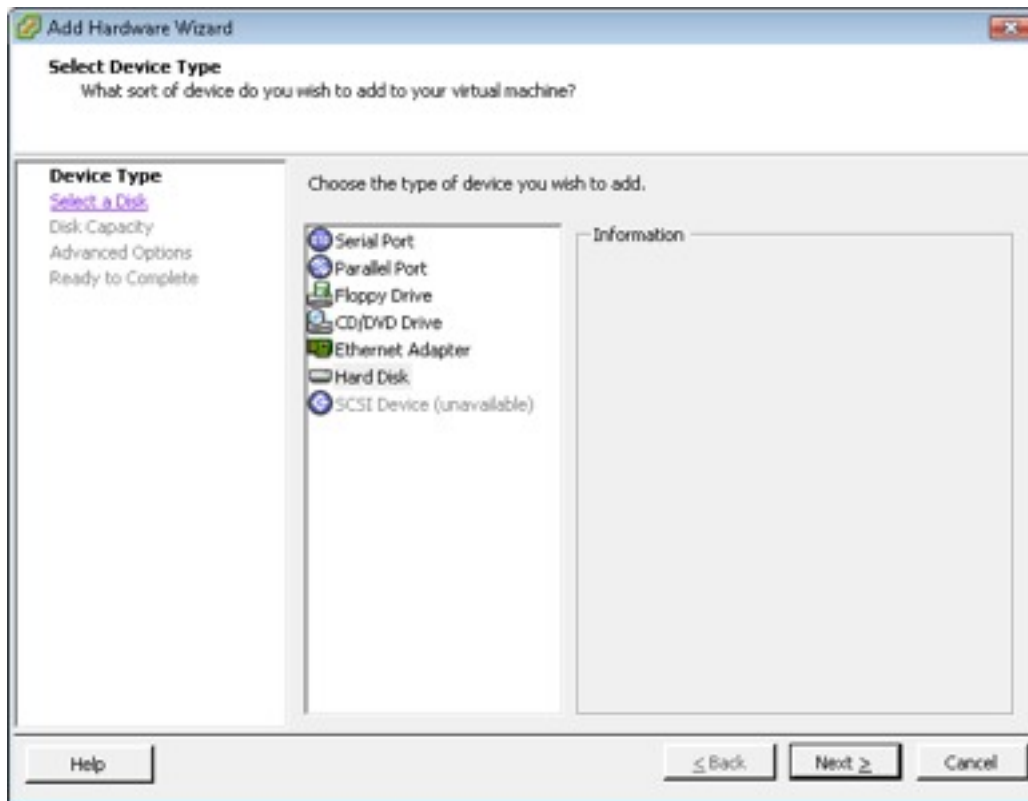 Add Hardware Wizard
Select Device Type
What sort of device do you wish to add to your virtual machine?
Device Type
Select a Disk
Disk Capacity
Advanced Options
Ready to Complete
Choose the type of device you wish to add.
Serial Port
Parallel Port
Floppy Drive
CD/DVD Drive
Ethernet Adapter
Hard Disk
SCSI Device (unavailable)
Information
Help
≤ Back
Next ≥
Cancel